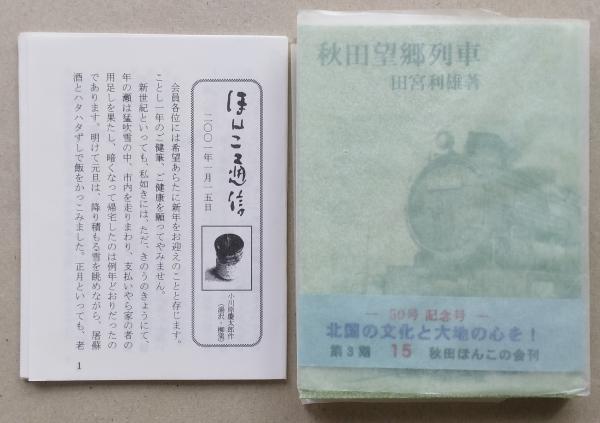 ほんこ通信
二〇〇一年一月一五日
小川原慶太郎作
会員各位には希望あらたに新年をお迎えのことと存じます。
ことし一年のご健筆、ご健康を願ってやみません。
新世紀といっても、私如きには、ただ、きのうのきょうにて、
年の瀬は猛吹雪の中、市内を走りまわり、支払いやら家の者の
用足しを果たし、暗くなって帰宅したのは例年どおりだったの
であります。明けて元旦は、降り積もる雪を眺めながら、屠蘇
酒とハタハタずしで飯をかっこみました。正月といっても、老
1
秋田望郷列車
田宮利雄著
― 50号 記念号 ―
北国の文化と大地の心を!
第3期 15 秋田ほんこの会刊